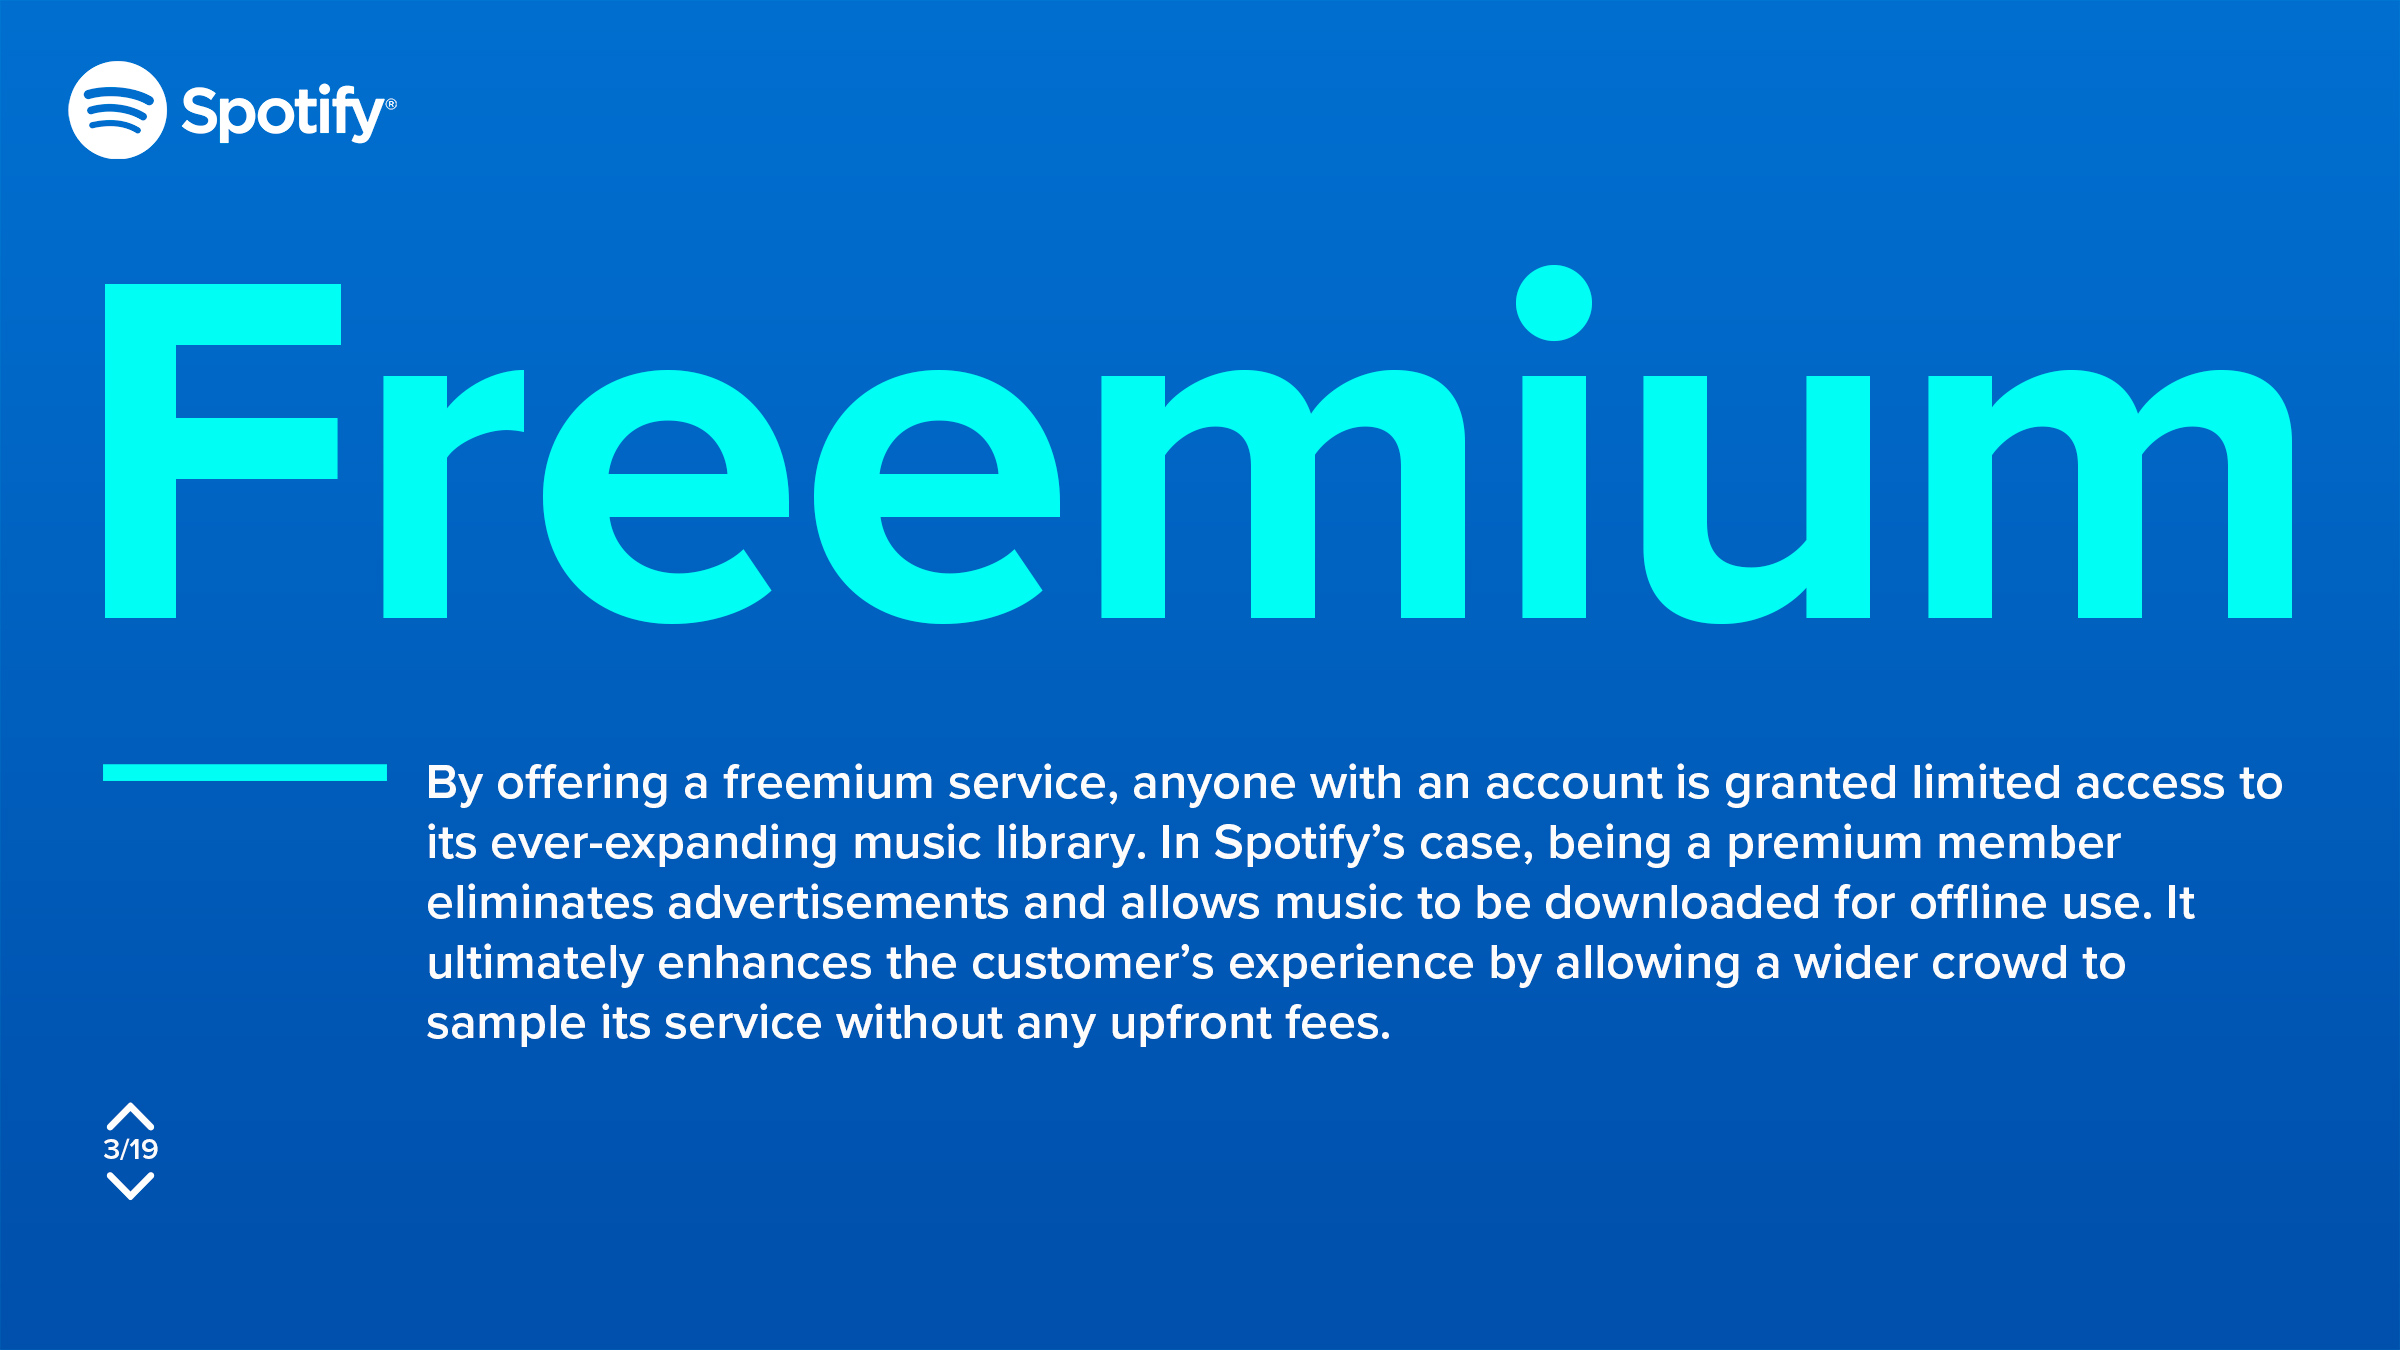 Spotify®
Freemium
By offering a freemium service, anyone with an account is granted limited access to
its ever-expanding music library. In Spotify’s case, being a premium member
eliminates advertisements and allows music to be downloaded for offline use. It
ultimately enhances the customer’s experience by allowing a wider crowd to
sample its service without any upfront fees.
3/19